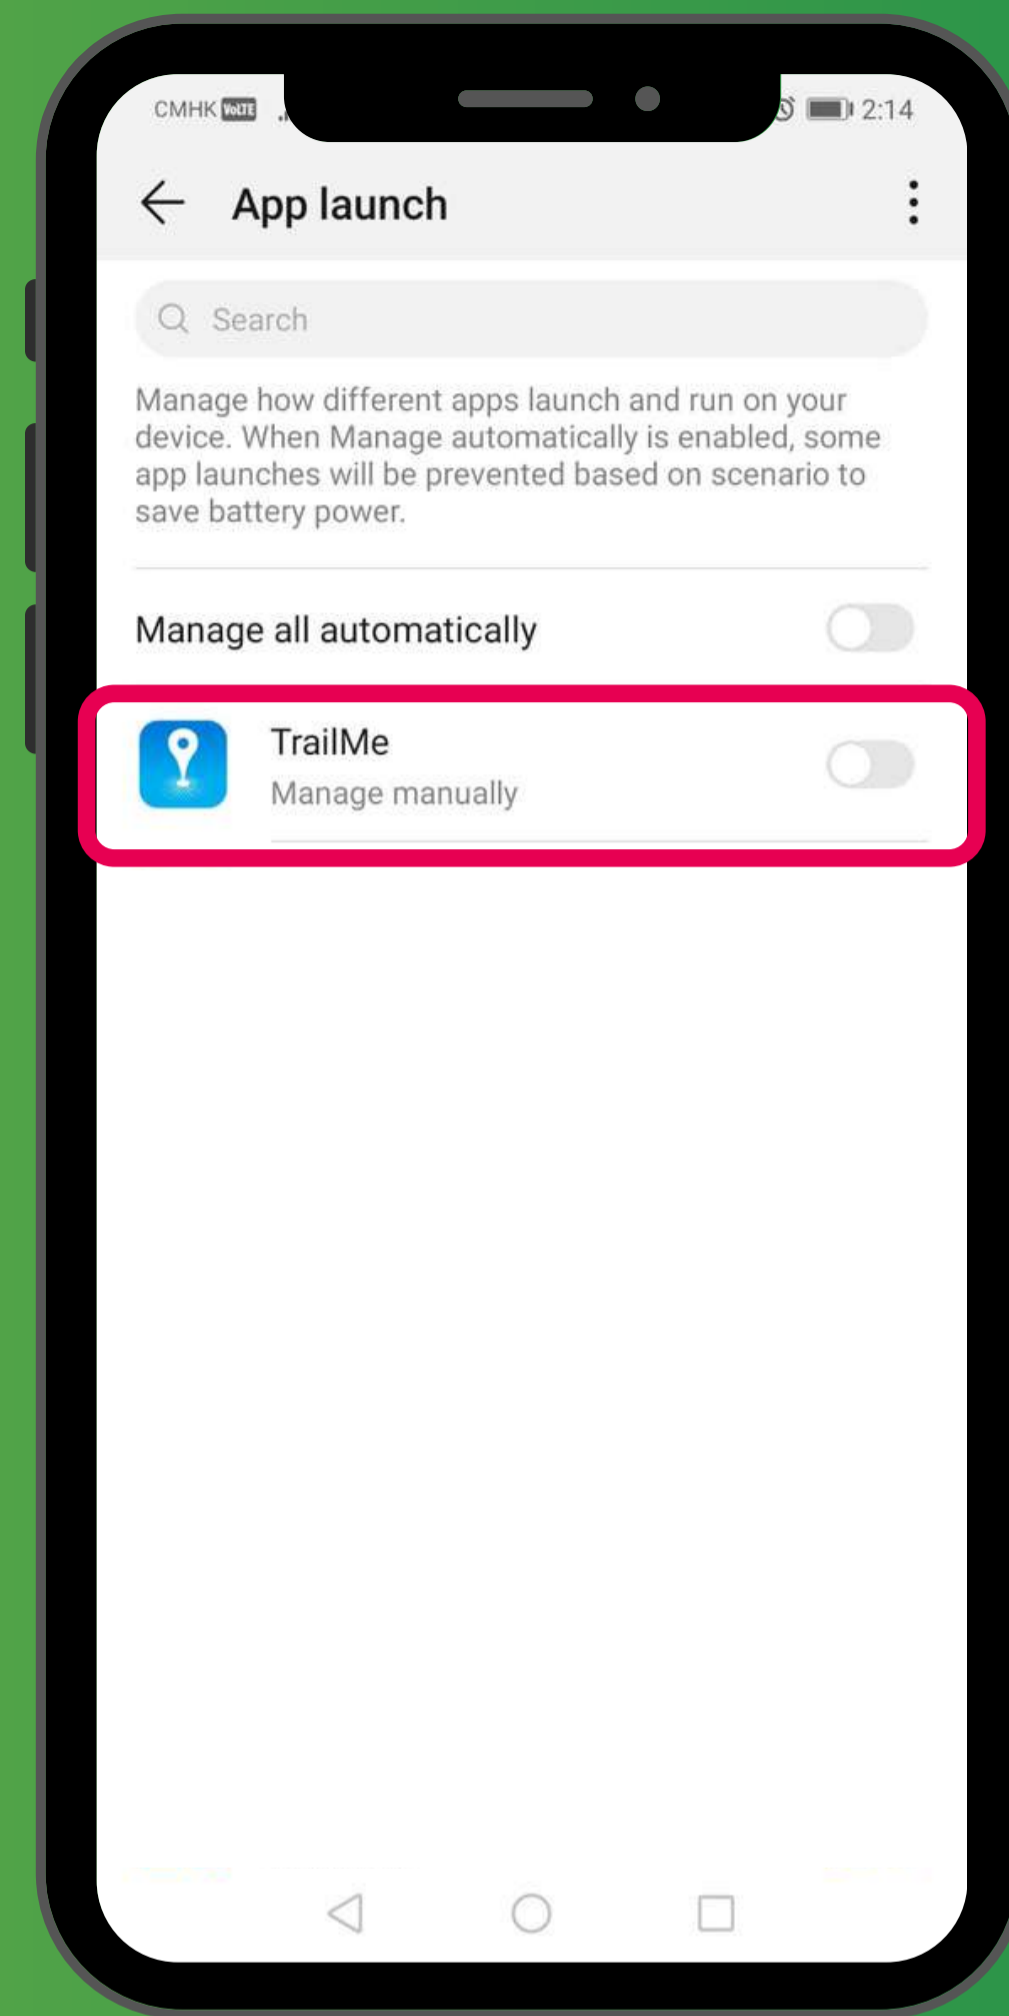 CMHK VoLTE 2:14
App launch
Search
Manage how different apps launch and run on your
device. When Manage automatically is enabled, some
app launches will be prevented based on scenario to
save battery power.
Manage all automatically
TrailMe
Manage manually